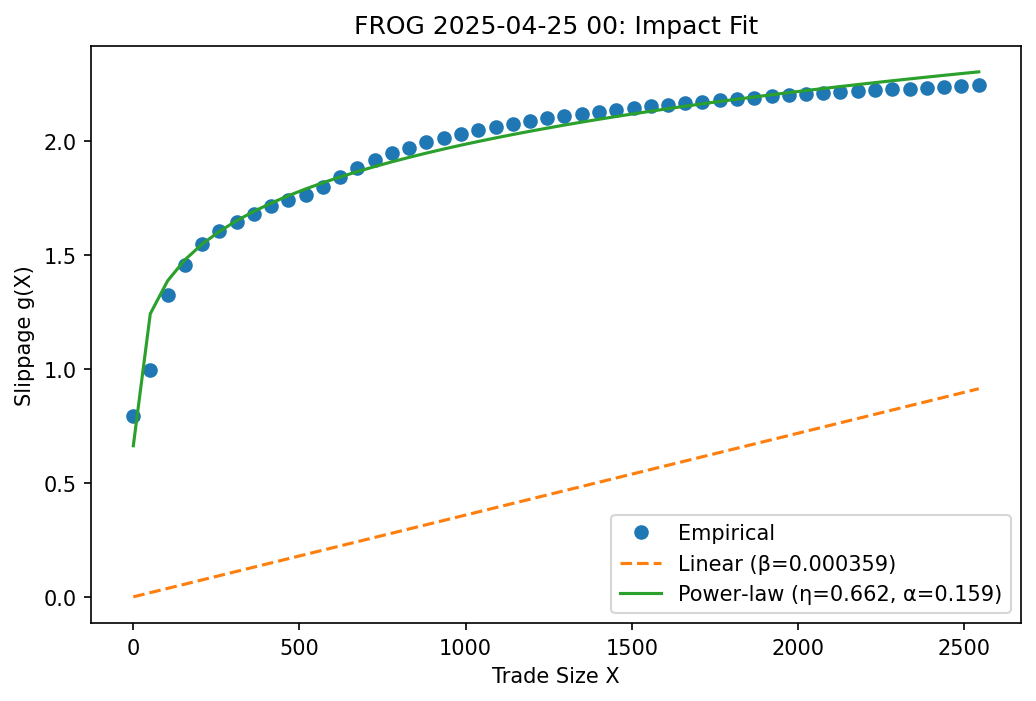 FROG 2025-04-25 00: Impact Fit
Slippage g(X)
2.0
1.5
1.0
0.5
0.0
Empirical
Linear (β=0.000359)
Power-law (η=0.662, α=0.159)
0 500 1000 1500 2000 2500
Trade Size X